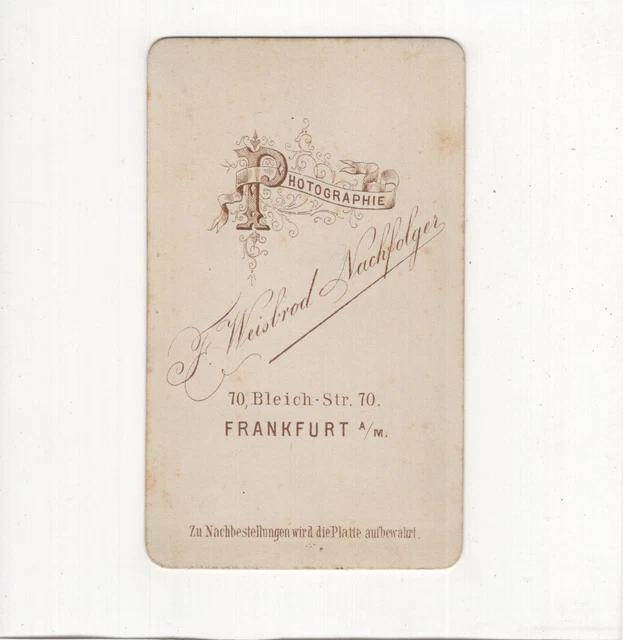 PHOTOGRAPHIE
F. Weisbrod Nachfolger
70, Bleich-Str. 70.
FRANKFURT A/M.
Zu Nachbestellungen wird die Platte aufbewahrt.